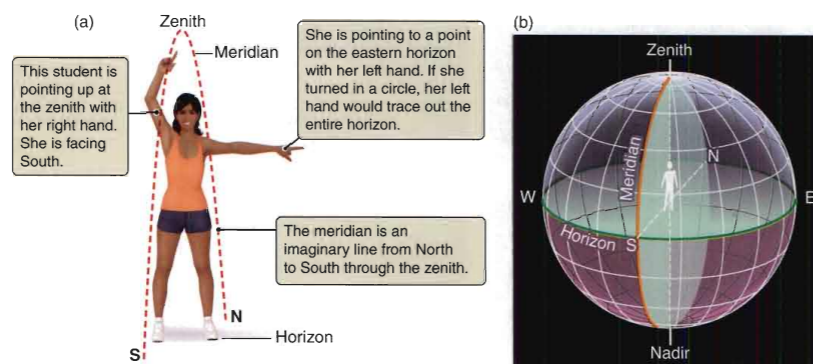 (a)
Zenith
Meridian
This student is
pointing up at
the zenith with
her right hand.
She is facing
South.
She is pointing to a point
on the eastern horizon
with her left hand. If she
turned in a circle, her left
hand would trace out the
entire horizon.
The meridian is an
imaginary line from North
to South through the zenith.
N
Horizon
S
(b)
Zenith
Meridian
N
W
E
Horizon
S
Nadir